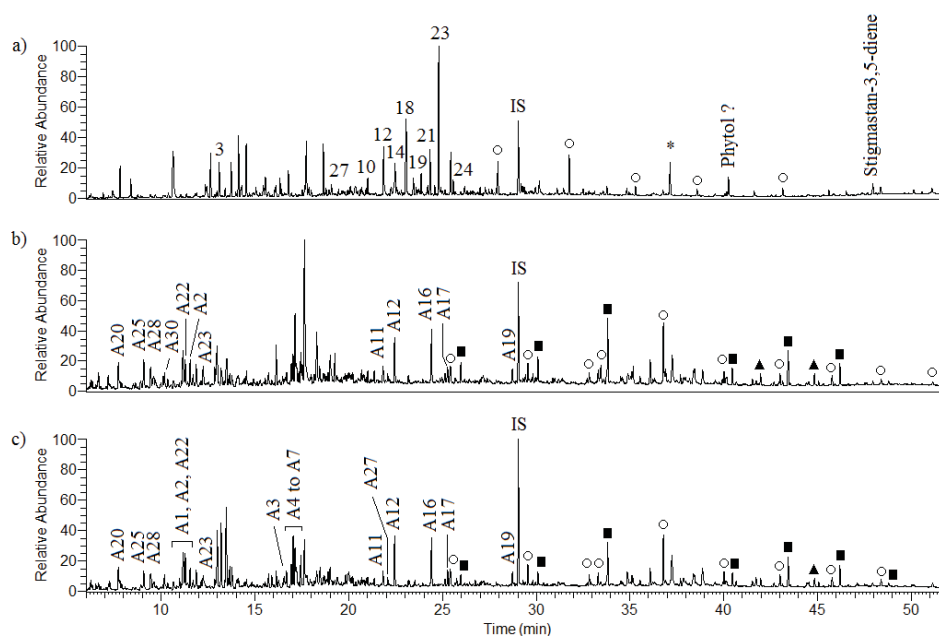 a)
Relative Abundance
100
80
60
40
20
0
3
27
10
12
14
18
19
21
23
24
IS
*
Phytol ?
Stigmastan-3,5-diene
b)
Relative Abundance
100
80
60
40
20
0
A20
A25
A28
A30
A22
A2
A23
A11
A12
A16
A17
A19
IS
c)
Relative Abundance
100
80
60
40
20
0
A20
A25
A28
A1, A2, A22
A23
A3
A4 to A7
A27
A11
A12
A16
A17
A19
IS
10 15 20 25 30 35 40 45 50
Time (min)